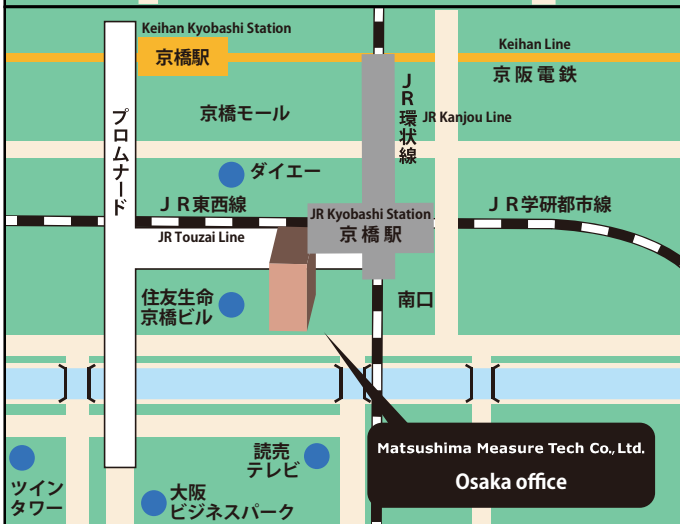 Keihan Kyobashi Station
京橋駅
Keihan Line
京阪電鉄
プロムナード
京橋モール
JR環状線
JR Kanjou Line
ダイエー
JR東西線
JR Touzai Line
JR Kyobashi Station
京橋駅
JR学研都市線
住友生命
京橋ビル
南口
Matsushima Measure Tech Co., Ltd.
Osaka office
読売
テレビ
ツイン
タワー
大阪
ビジネスパーク